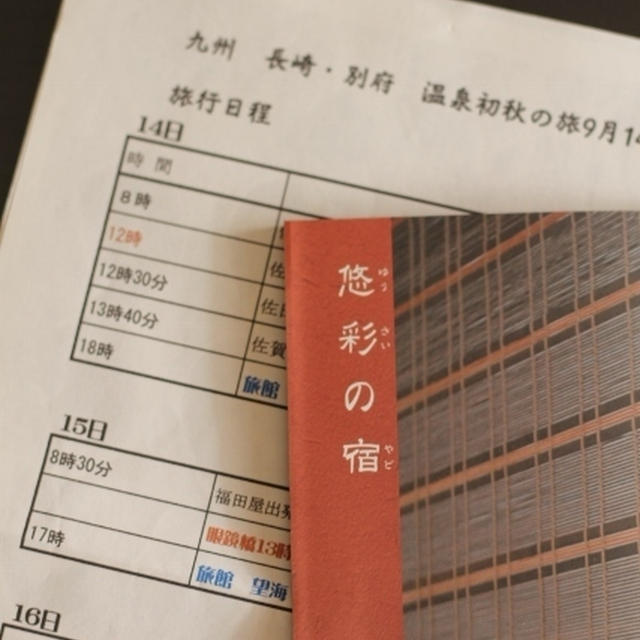 九州　長崎・別府　温泉初秋の旅9月14
旅行日程
14日
時間
8時
12時
12時30分 佐
13時40分 佐賀
18時 旅館
15日
8時30分 福田屋出発
眼鏡橋13時
17時 旅館　望海
16日
悠彩の宿
ゆうさい
やど